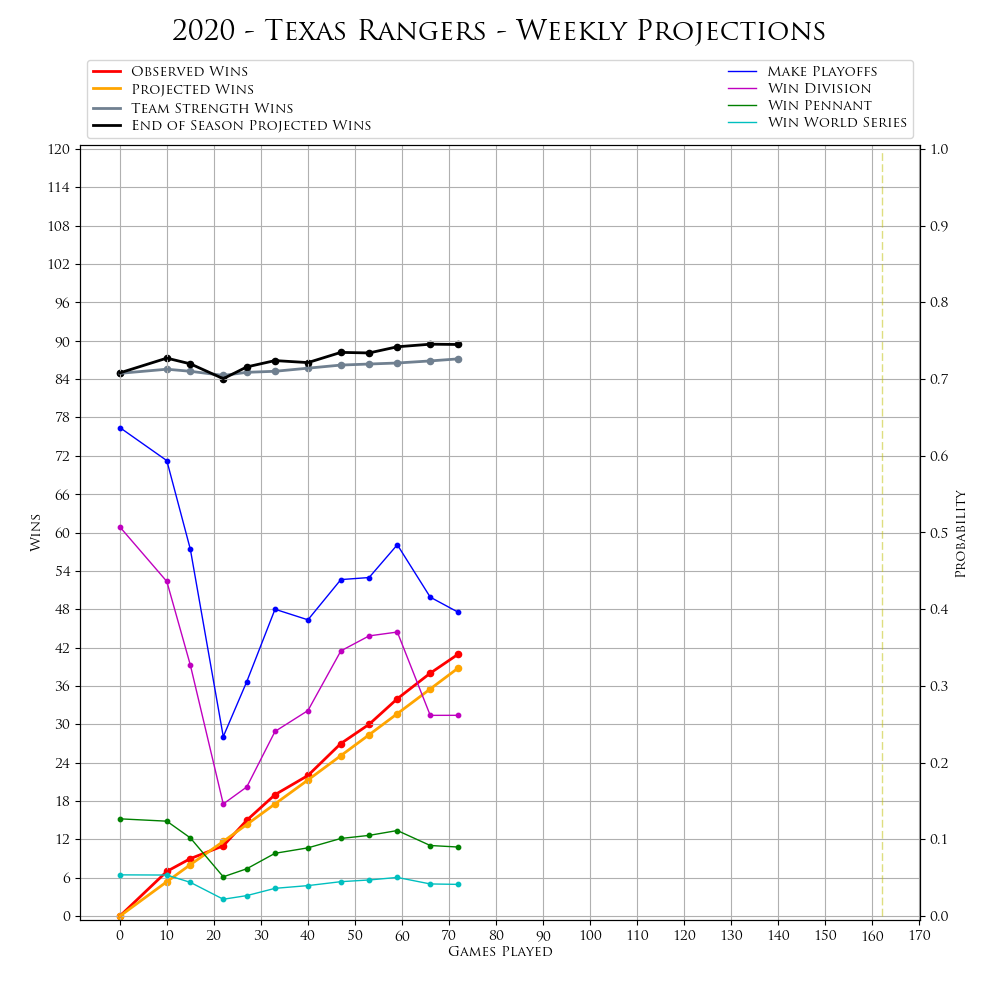 2020 - Texas Rangers - Weekly Projections
Observed Wins
Projected Wins
Team Strength Wins
End of Season Projected Wins
Make Playoffs
Win Division
Win Pennant
Win World Series
120
114
108
102
96
90
84
78
72
66
60
54
48
42
36
30
24
18
12
6
0
Wins
1.0
0.9
0.8
0.7
0.6
0.5
0.4
0.3
0.2
0.1
0.0
Probability
0 10 20 30 40 50 60 70 80 90 100 110 120 130 140 150 160 170
Games Played